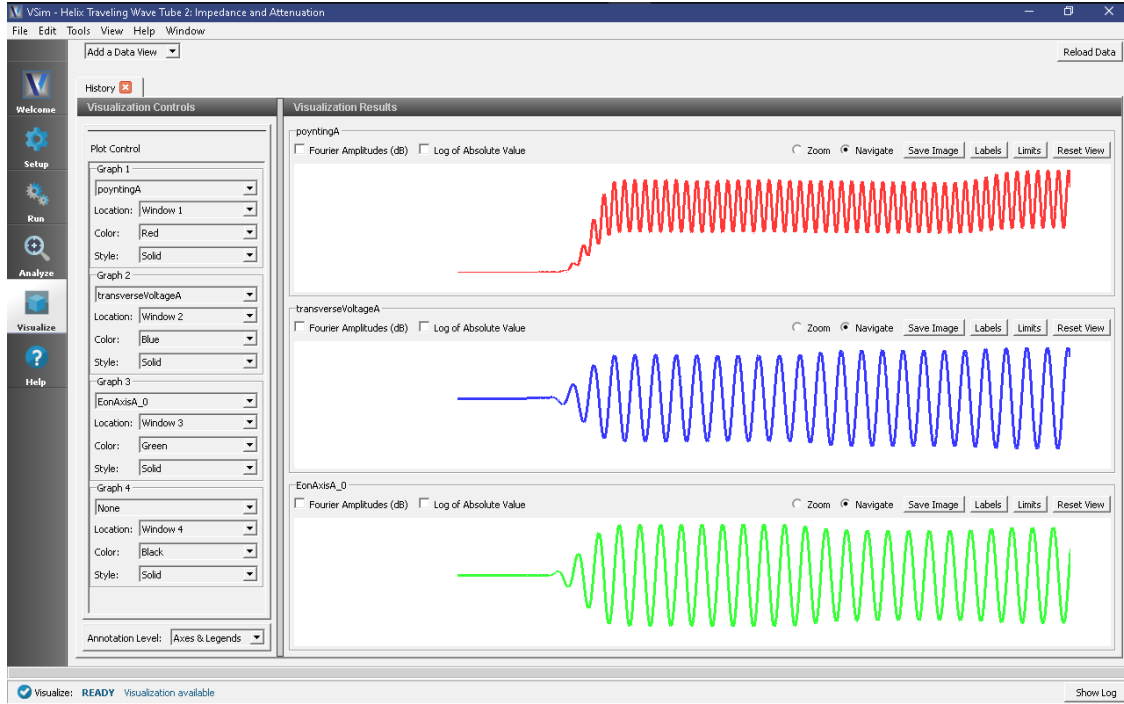 VSim - Helix Traveling Wave Tube 2: Impedance and Attenuation
File Edit Tools View Help Window
Add a Data View
Reload Data
History
Welcome
Setup
Run
Analyze
Visualize
Help
Visualization Controls
Plot Control
Graph 1
poyntingA
Location: Window 1
Color: Red
Style: Solid
Graph 2
transverseVoltageA
Location: Window 2
Color: Blue
Style: Solid
Graph 3
EonAxisA_0
Location: Window 3
Color: Green
Style: Solid
Graph 4
None
Location: Window 4
Color: Black
Style: Solid
Annotation Level: Axes & Legends
Visualization Results
poyntingA
Fourier Amplitudes (dB) Log of Absolute Value Zoom Navigate Save Image Labels Limits Reset View
transverseVoltageA
Fourier Amplitudes (dB) Log of Absolute Value Zoom Navigate Save Image Labels Limits Reset View
EonAxisA_0
Fourier Amplitudes (dB) Log of Absolute Value Zoom Navigate Save Image Labels Limits Reset View
Visualize: READY Visualization available
Show Log